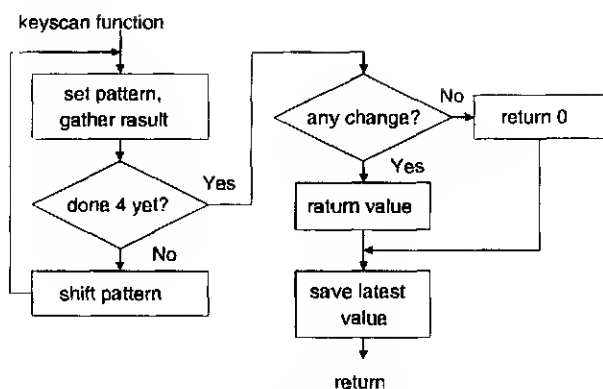 keyscan function
set pattern,
gather rasult
done 4 yet?
Yes
No
shift pattern
any change?
No
return 0
Yes
raturn value
save latest
value
return